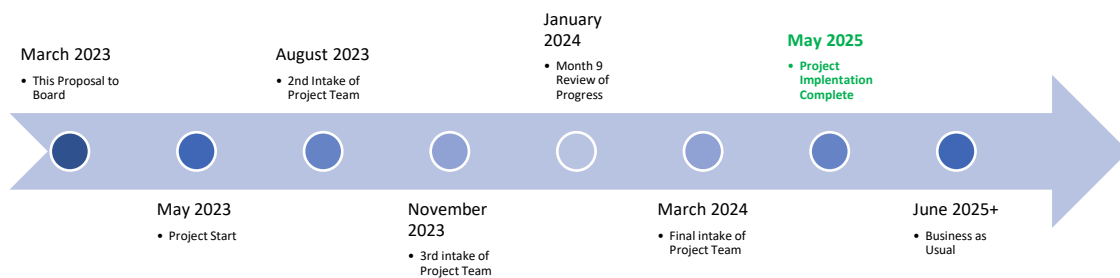 March 2023
• This Proposal to
Board
May 2023
• Project Start
August 2023
• 2nd Intake of
Project Team
November
2023
• 3rd intake of
Project Team
January
2024
• Month 9
Review of
Progress
March 2024
• Final intake of
Project Team
May 2025
• Project
Implentation
Complete
June 2025+
• Business as
Usual